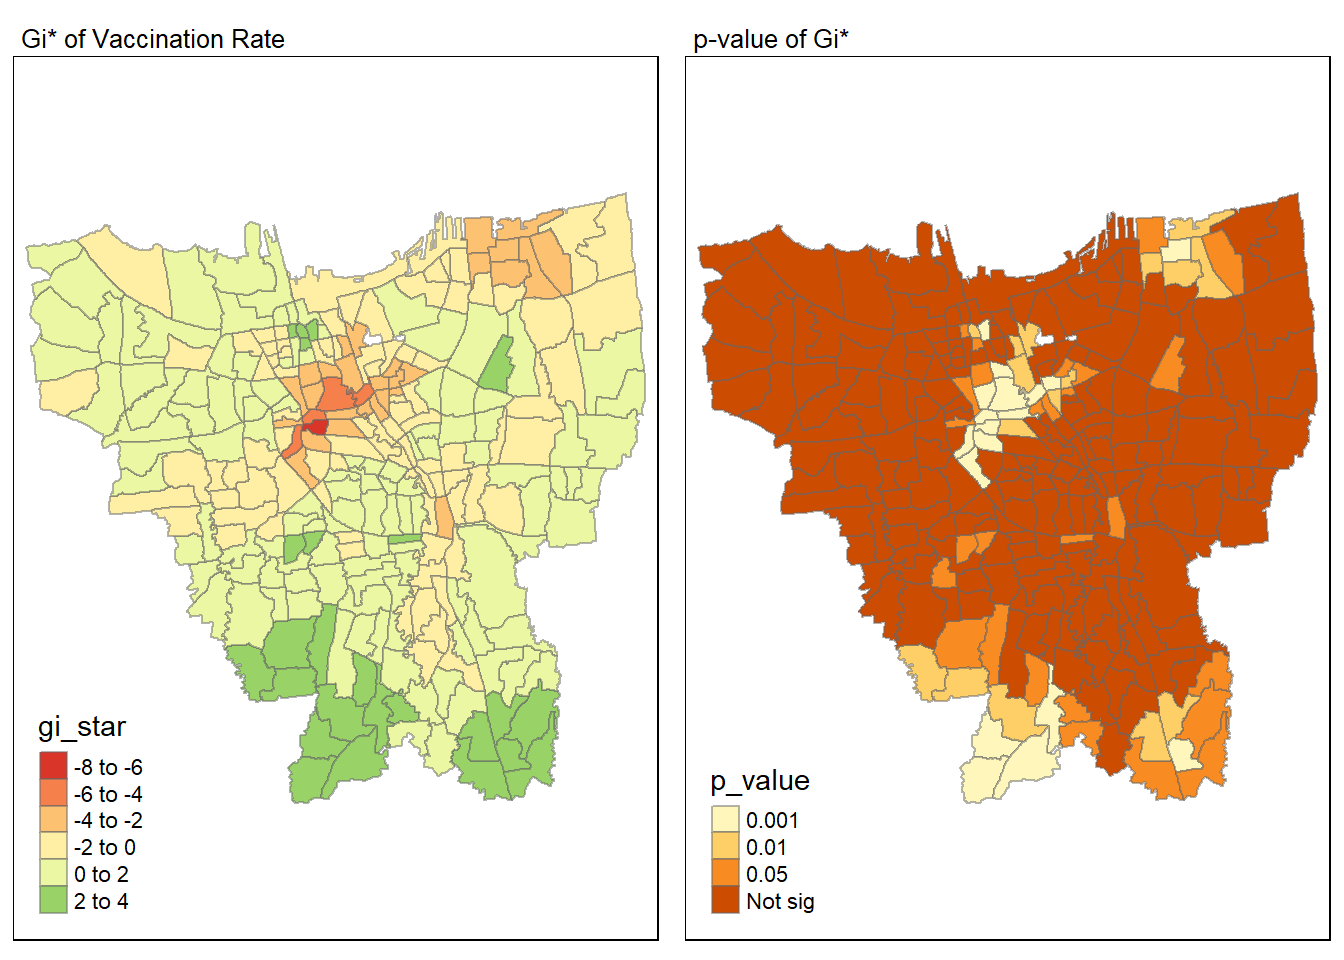 Gi* of Vaccination Rate
gi_star
-8 to -6
-6 to -4
-4 to -2
-2 to 0
0 to 2
2 to 4
p-value of Gi*
p_value
0.001
0.01
0.05
Not sig